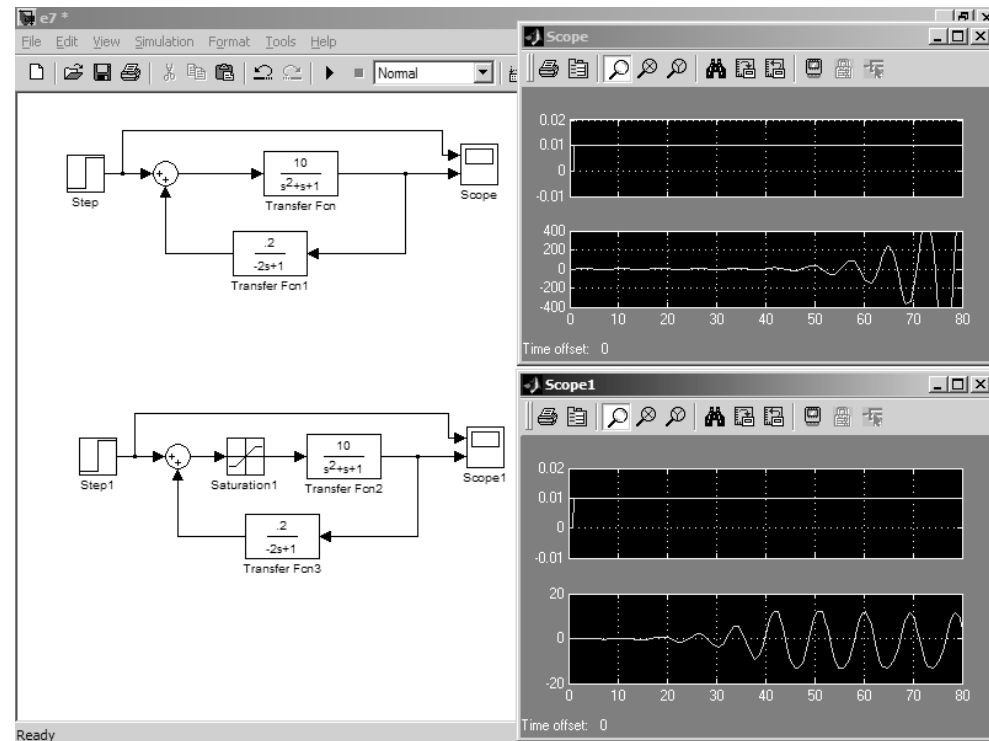 e7 *
File Edit View Simulation Format Tools Help
Normal
Step
10
s²+s+1
Transfer Fcn
Scope
.2
-2s+1
Transfer Fcn1
Step1
Saturation1
10
s²+s+1
Transfer Fcn2
Scope1
.2
-2s+1
Transfer Fcn3
Ready
Scope
0.02
0.01
0
-0.01
400
200
0
-200
-400
0 10 20 30 40 50 60 70 80
Time offset: 0
Scope1
0.02
0.01
0
-0.01
20
0
-20
0 10 20 30 40 50 60 70 80
Time offset: 0